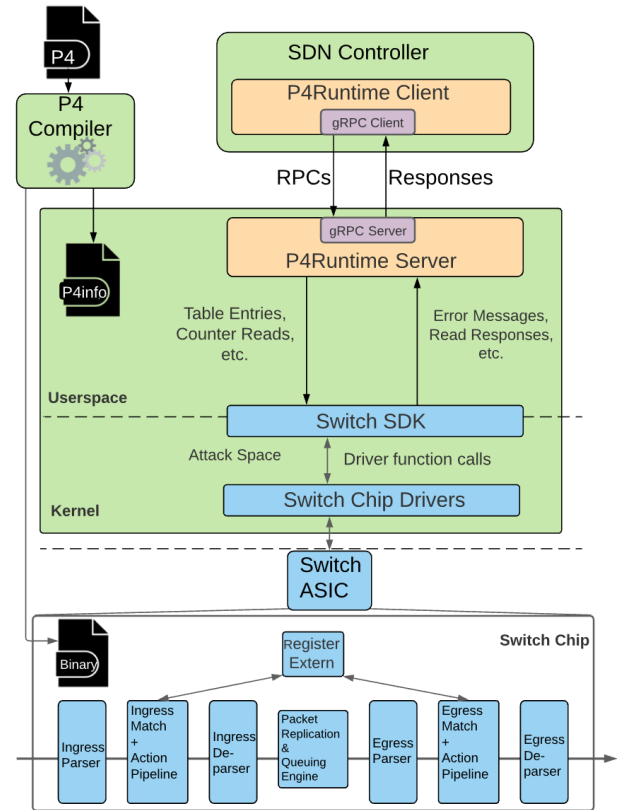 P4
P4
Compiler
SDN Controller
P4Runtime Client
gRPC Client
RPCs
Responses
gRPC Server
P4Runtime Server
P4info
Table Entries,
Counter Reads,
etc.
Error Messages,
Read Responses,
etc.
Userspace
Switch SDK
Attack Space
Driver function calls
Switch Chip Drivers
Kernel
Switch
ASIC
Binary
Register
Extern
Switch Chip
Ingress
Parser
Ingress
Match
+
Action
Pipeline
Ingress
De-
parser
Packet
Replication
&
Queuing
Engine
Egress
Parser
Egress
Match
+
Action
Pipeline
Egress
De-
parser